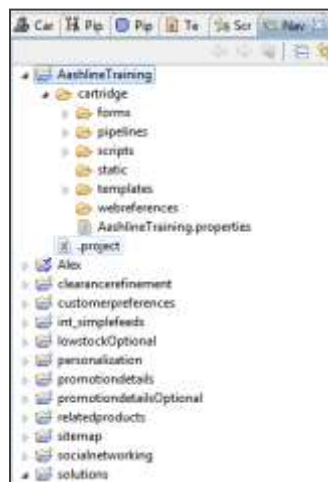 Car Pip Pip Te Scr Nav
AashlineTraining
cartridge
forms
pipelines
scripts
static
templates
webreferences
AashlineTraining.properties
.project
Alex
clearancerefinement
customerpreferences
int_simplefeeds
lowstockOptional
personalization
promotiondetails
promotiondetailsOptional
relatedproducts
sitemap
socialnetworking
solutions